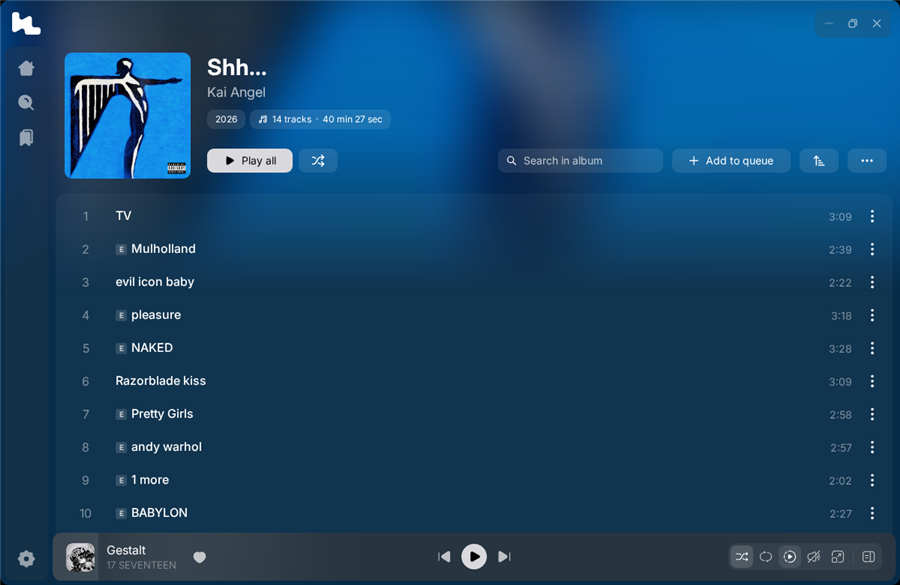 Shh...
Kai Angel
2026 14 tracks · 40 min 27 sec
Play all Search in album + Add to queue
1 TV 3:09
2 E Mulholland 2:39
3 evil icon baby 2:22
4 E pleasure 3:18
5 E NAKED 3:28
6 Razorblade kiss 3:09
7 E Pretty Girls 2:58
8 E andy warhol 2:57
9 E 1 more 2:02
10 E BABYLON 2:27
Gestalt
17 SEVENTEEN